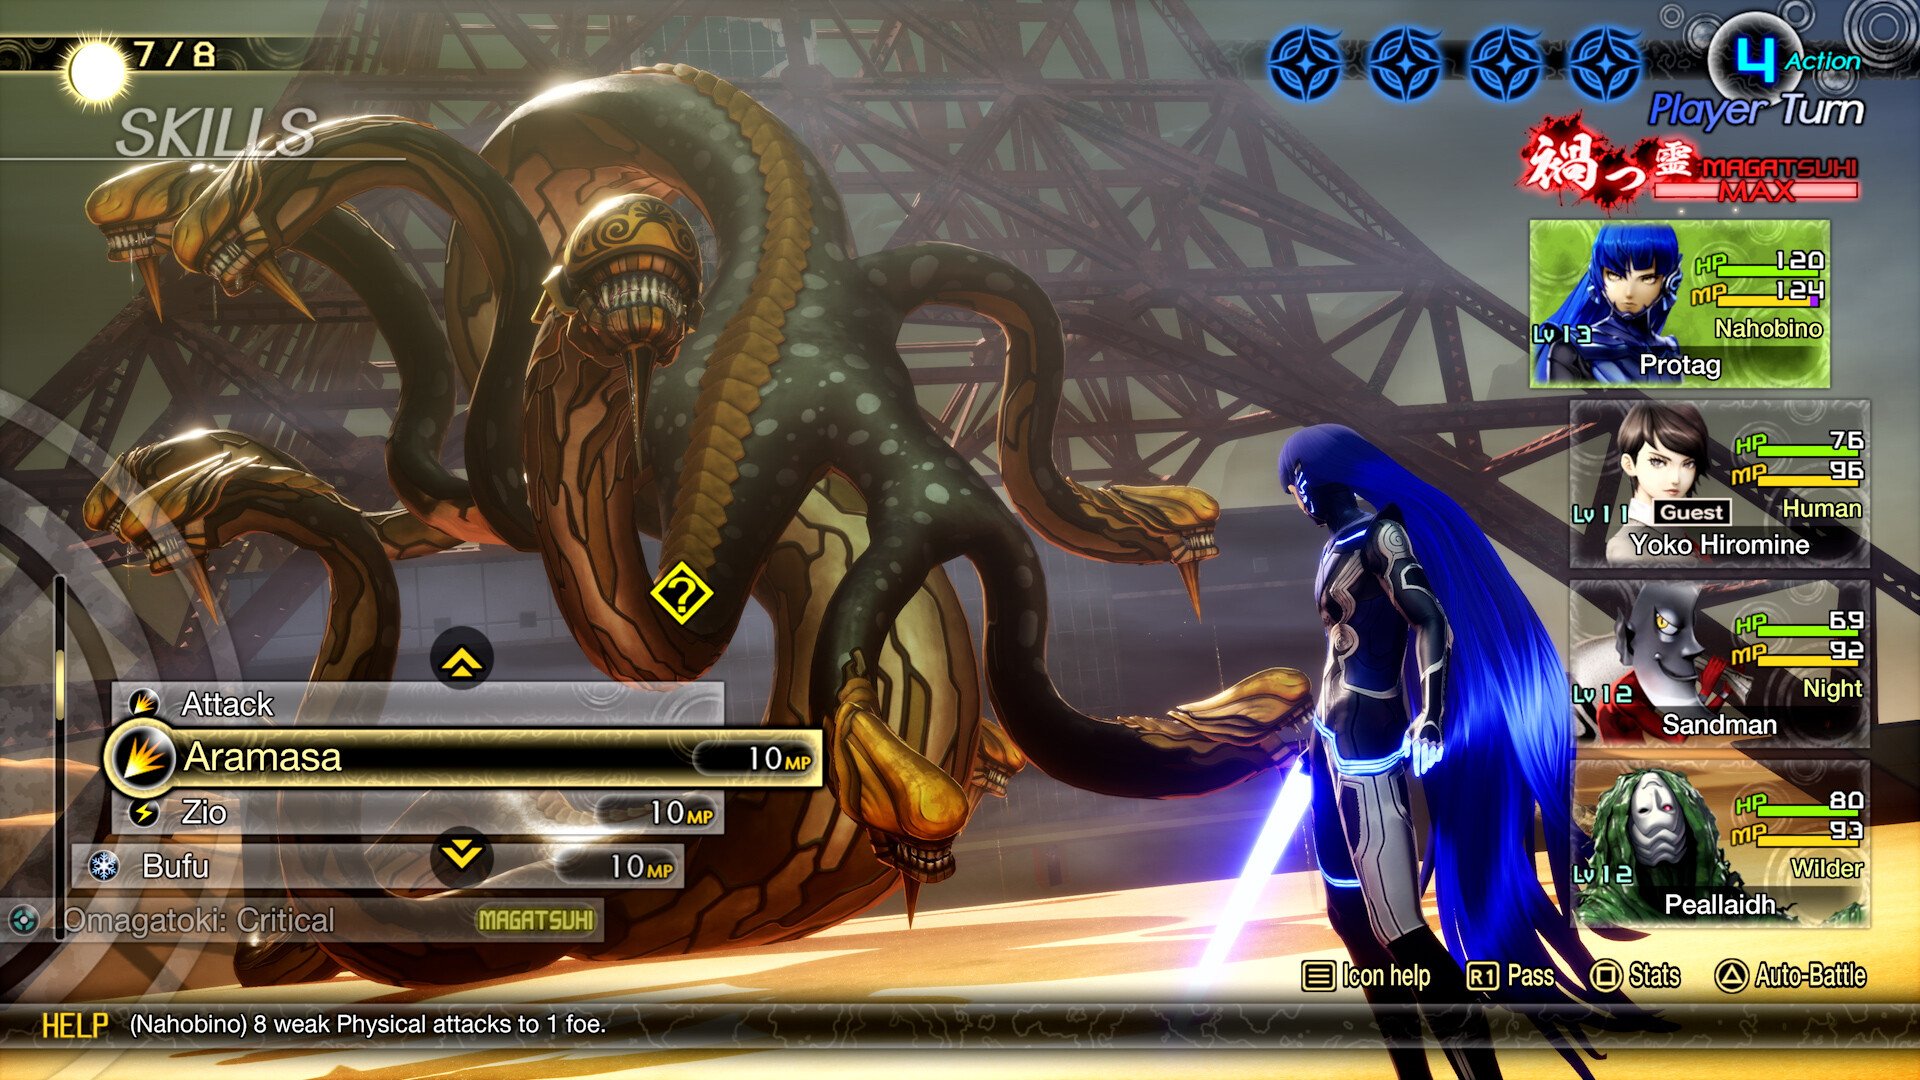 7/8
SKILLS
4 Action
Player Turn
禍つ霊 MAGATSUHI
MAX
HP 120
MP 124
Lv 13 Nahobino
Protag
HP 76
MP 96
Lv 11 Guest Human
Yoko Hiromine
HP 69
MP 92
Lv 12 Night
Sandman
HP 80
MP 93
Lv 12 Wilder
Peallaidh
?
Attack
Aramasa 10MP
Zio 10MP
Bufu 10MP
Omagatoki: Critical MAGATSUHI
Icon help R1 Pass Stats Auto-Battle
HELP (Nahobino) 8 weak Physical attacks to 1 foe.